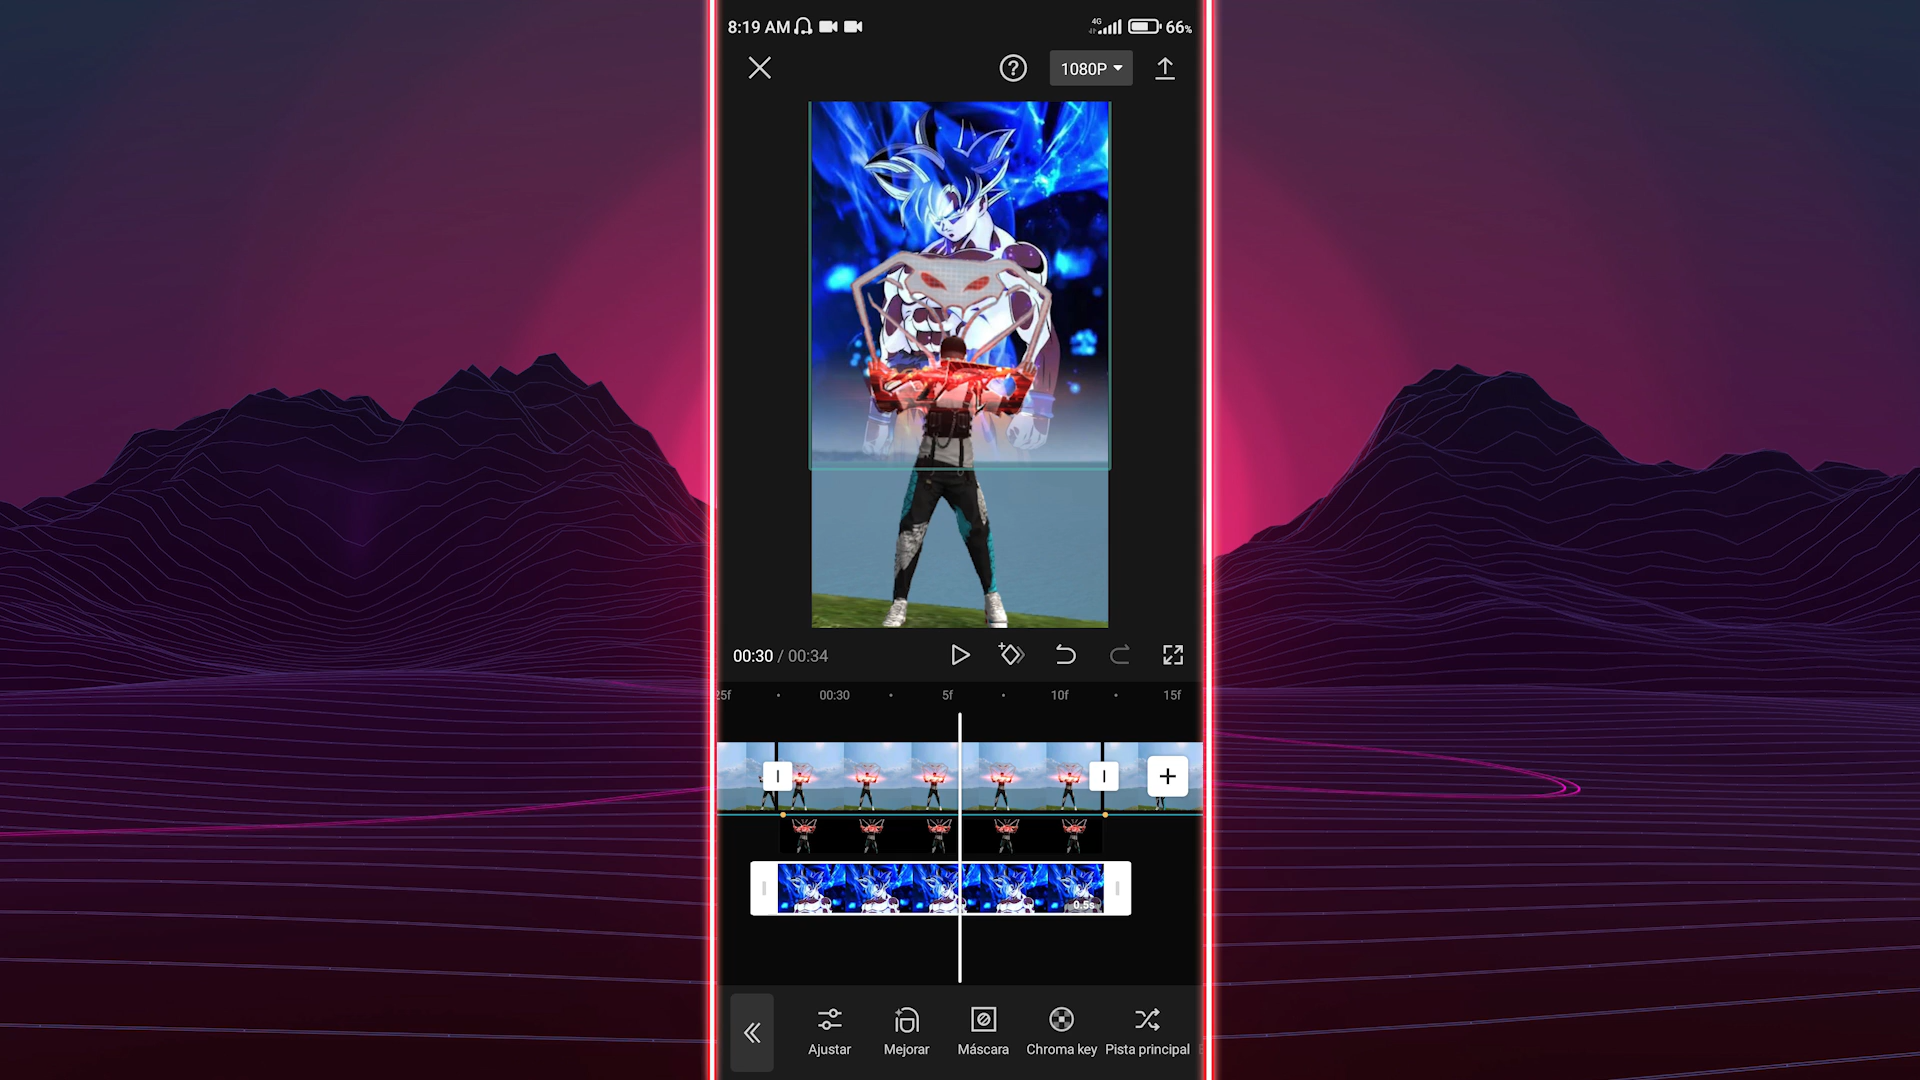 8:19 AM 4G 66%
1080P
00:30 / 00:34
25f 00:30 5f 10f 15f
0.5s
Ajustar Mejorar Máscara Chroma key Pista principal